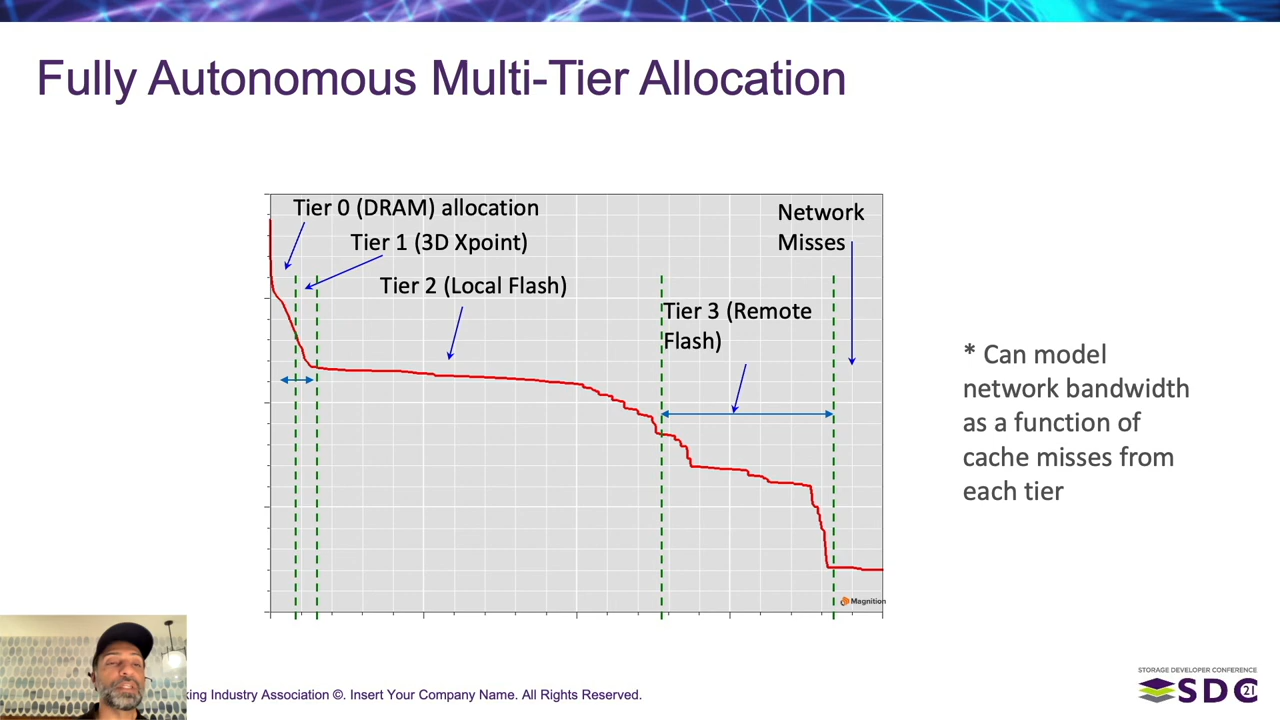 Fully Autonomous Multi-Tier Allocation
Tier 0 (DRAM) allocation
Tier 1 (3D Xpoint)
Tier 2 (Local Flash)
Network
Misses
Tier 3 (Remote
Flash)
* Can model
network bandwidth
as a function of
cache misses from
each tier
Magnition
king Industry Association ©. Insert Your Company Name. All Rights Reserved.
STORAGE DEVELOPER CONFERENCE
SDC 21